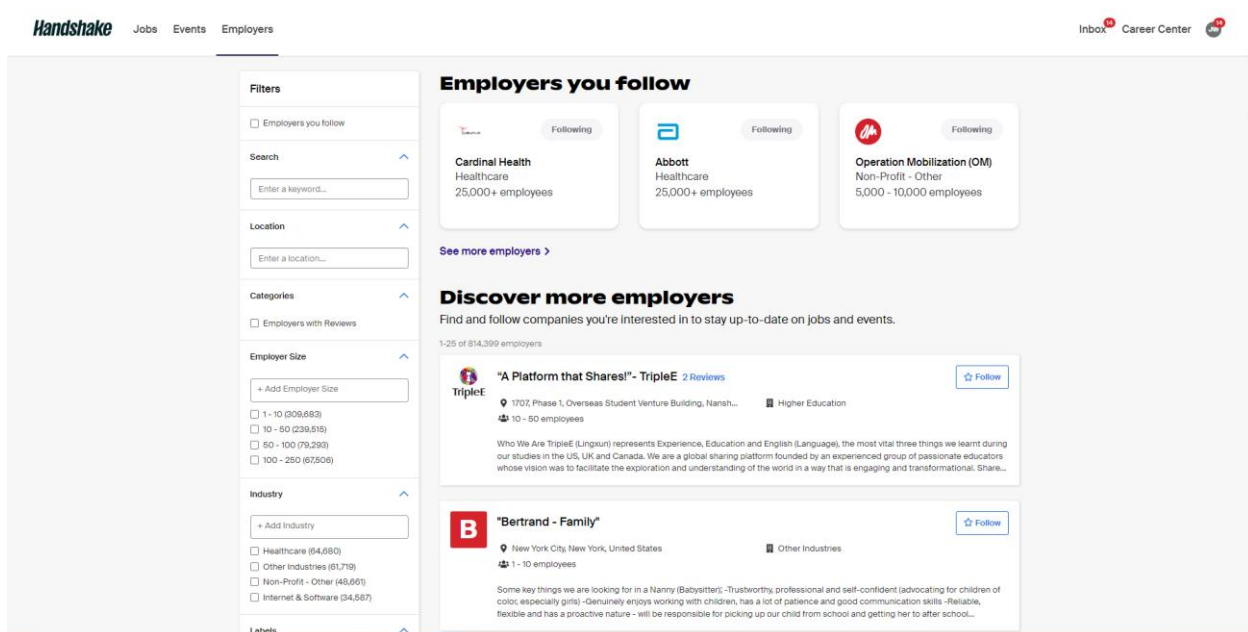 Handshake Jobs Events Employers Inbox 14 Career Center JW 14
Filters
Employers you follow
Search
Enter a keyword...
Location
Enter a location...
Categories
Employers with Reviews
Employer Size
+ Add Employer Size
1 - 10 (309,683)
10 - 50 (239,515)
50 - 100 (79,293)
100 - 250 (67,506)
Industry
+ Add Industry
Healthcare (64,680)
Other Industries (61,719)
Non-Profit - Other (48,661)
Internet & Software (34,587)
Labels
Employers you follow
Following
Cardinal Health
Healthcare
25,000+ employees
Following
Abbott
Healthcare
25,000+ employees
Following
Operation Mobilization (OM)
Non-Profit - Other
5,000 - 10,000 employees
See more employers >
Discover more employers
Find and follow companies you're interested in to stay up-to-date on jobs and events.
1-25 of 814,399 employers
TripleE
"A Platform that Shares!"- TripleE 2 Reviews
Follow
1707, Phase 1, Overseas Student Venture Building, Nansh...
Higher Education
10 - 50 employees
Who We Are TripleE (Lingxun) represents Experience, Education and English (Language), the most vital three things we learnt during
our studies in the US, UK and Canada. We are a global sharing platform founded by an experienced group of passionate educators
whose vision was to facilitate the exploration and understanding of the world in a way that is engaging and transformational. Share...
B
"Bertrand - Family"
Follow
New York City, New York, United States
Other Industries
1 - 10 employees
Some key things we are looking for in a Nanny (Babysitter); -Trustworthy, professional and self-confident (advocating for children of
color, especially girls) -Genuinely enjoys working with children, has a lot of patience and good communication skills -Reliable,
flexible and has a proactive nature - will be responsible for picking up our child from school and getting her to after school...